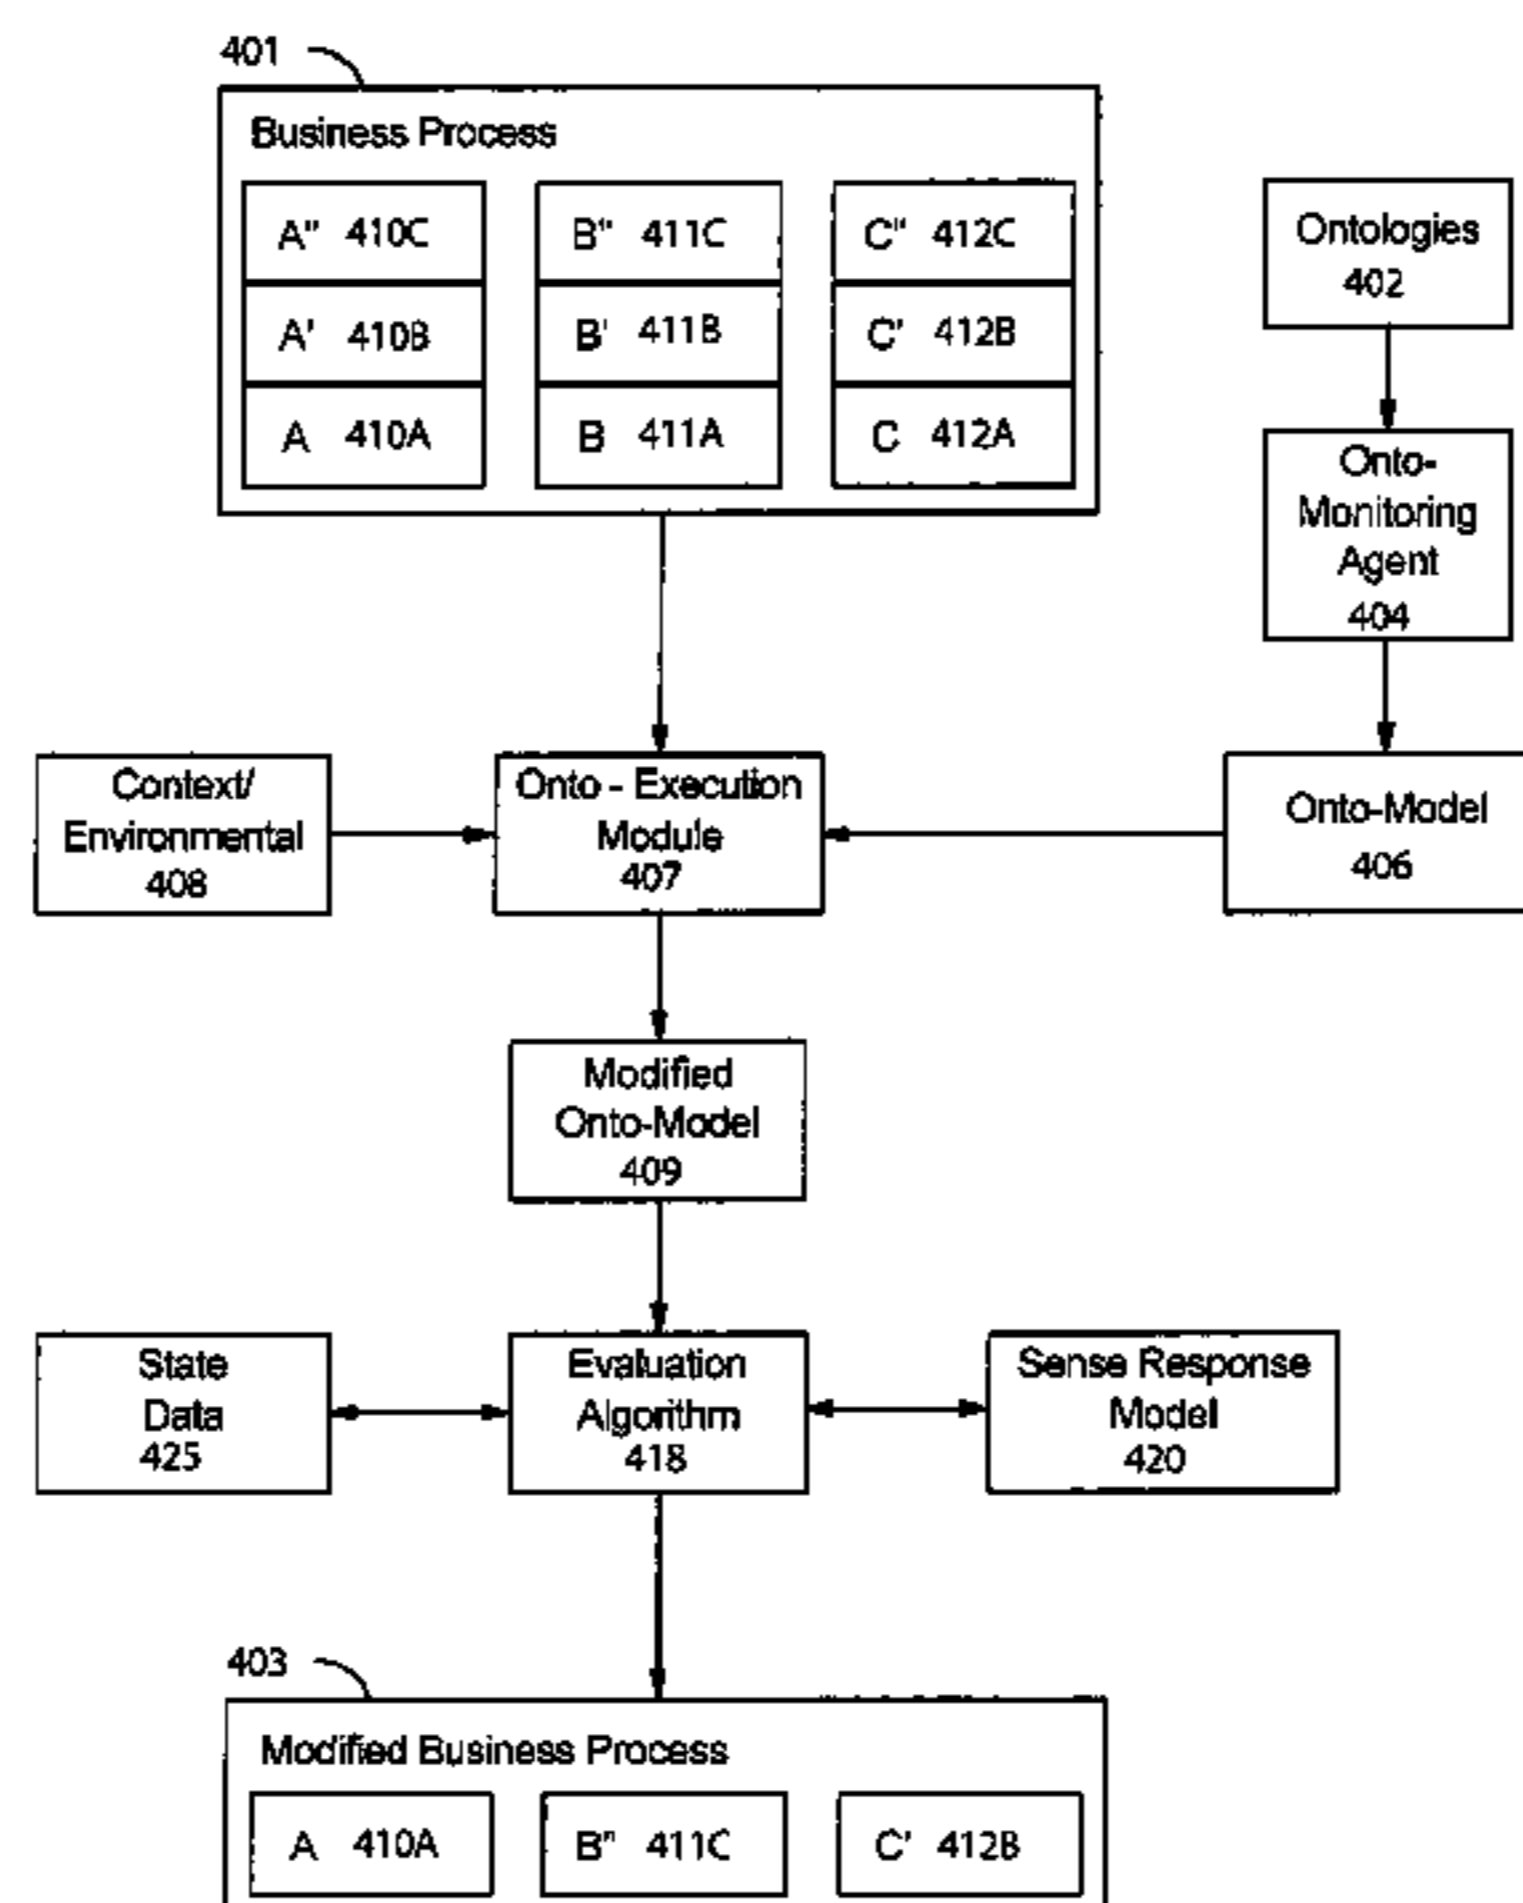 401
Business Process
A" 410C
B" 411C
C" 412C
A' 410B
B' 411B
C' 412B
A 410A
B 411A
C 412A
Ontologies
402
Onto-
Monitoring
Agent
404
Context/
Environmental
408
Onto - Execution
Module
407
Onto-Model
406
Modified
Onto-Model
409
State
Data
425
Evaluation
Algorithm
418
Sense Response
Model
420
403
Modified Business Process
A 410A
B" 411C
C' 412B